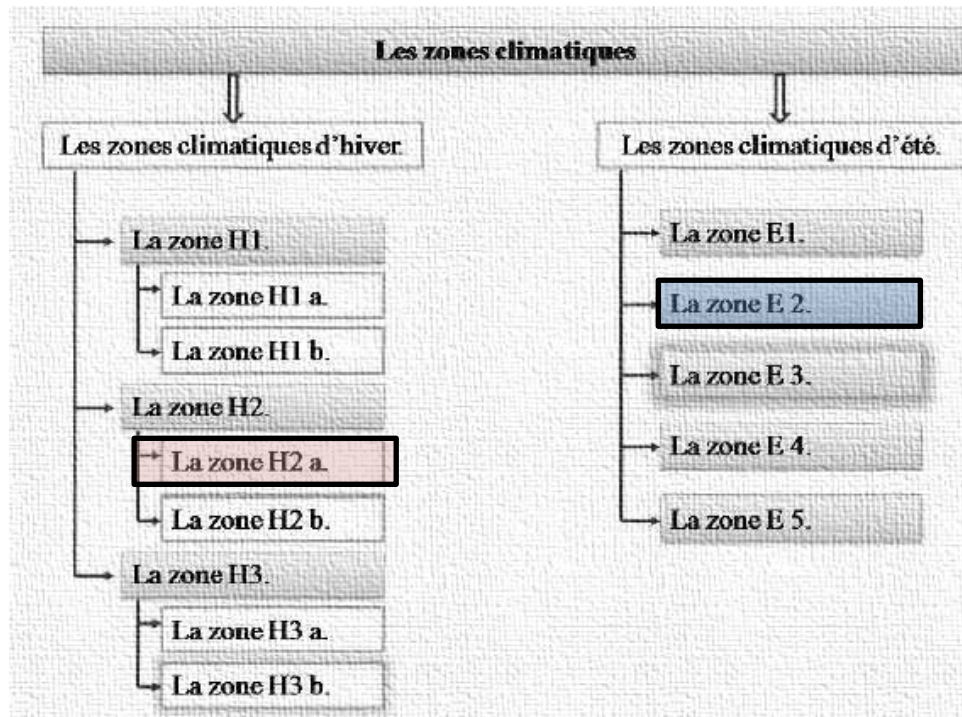 Les zones climatiques
Les zones climatiques d'hiver.
La zone H1.
La zone H1 a.
La zone H1 b.
La zone H2.
La zone H2 a.
La zone H2 b.
La zone H3.
La zone H3 a.
La zone H3 b.
Les zones climatiques d'été.
La zone E1.
La zone E 2.
La zone E 3.
La zone E 4.
La zone E 5.